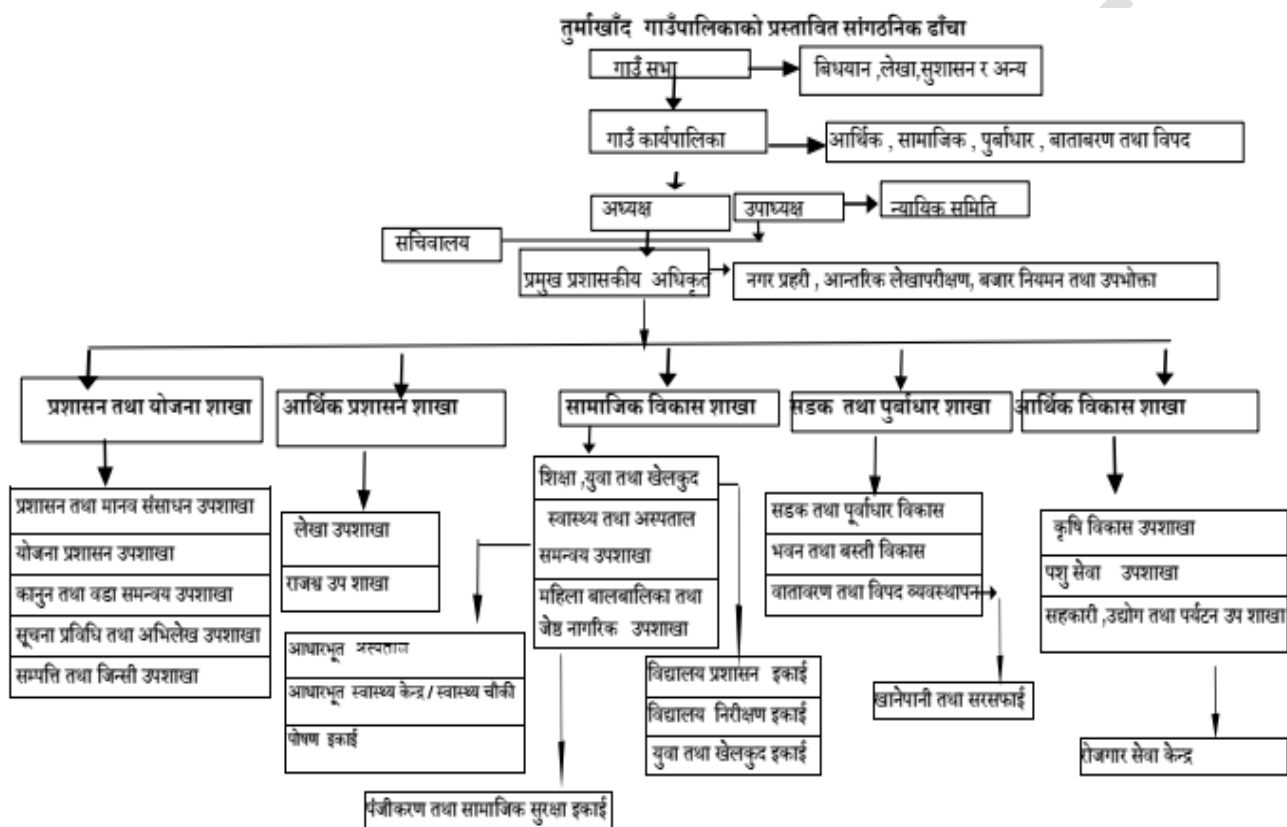 तुर्माखाँद गाउँपालिकाको प्रस्तावित सांगठनिक ढाँचा
गाउँ सभा
बिधयान ,लेखा,सुशासन र अन्य
गाउँ कार्यपालिका
आर्थिक , सामाजिक , पुर्बाधार , बाताबरण तथा विपद
अध्यक्ष
उपाध्यक्ष
न्यायिक समिति
सचिवालय
प्रमुख प्रशासकीय अधिकृत
नगर प्रहरी , आन्तरिक लेखापरीक्षण, बजार नियमन तथा उपभोक्ता
प्रशासन तथा योजना शाखा
आर्थिक प्रशासन शाखा
सामाजिक विकास शाखा
सडक तथा पुर्बाधार शाखा
आर्थिक विकास शाखा
प्रशासन तथा मानव संसाधन उपशाखा
योजना प्रशासन उपशाखा
कानुन तथा वडा समन्वय उपशाखा
सूचना प्रविधि तथा अभिलेख उपशाखा
सम्पत्ति तथा जिन्सी उपशाखा
लेखा उपशाखा
राजश्व उप शाखा
शिक्षा ,युवा तथा खेलकुद
स्वास्थ्य तथा अस्पताल
समन्वय उपशाखा
महिला बालबालिका तथा
जेष्ठ नागरिक उपशाखा
सडक तथा पूर्वाधार विकास
भवन तथा बस्ती विकास
वातावरण तथा विपद व्यवस्थापन
कृषि विकास उपशाखा
पशु सेवा उपशाखा
सहकारी ,उद्योग तथा पर्यटन उप शाखा
आधारभूत अस्पताल
आधारभूत स्वास्थ्य केन्द्र / स्वास्थ्य चौकी
पोषण इकाई
विद्यालय प्रशासन इकाई
विद्यालय निरीक्षण इकाई
युवा तथा खेलकुद इकाई
खानेपानी तथा सरसफाई
रोजगार सेवा केन्द्र
पंजीकरण तथा सामाजिक सुरक्षा इकाई